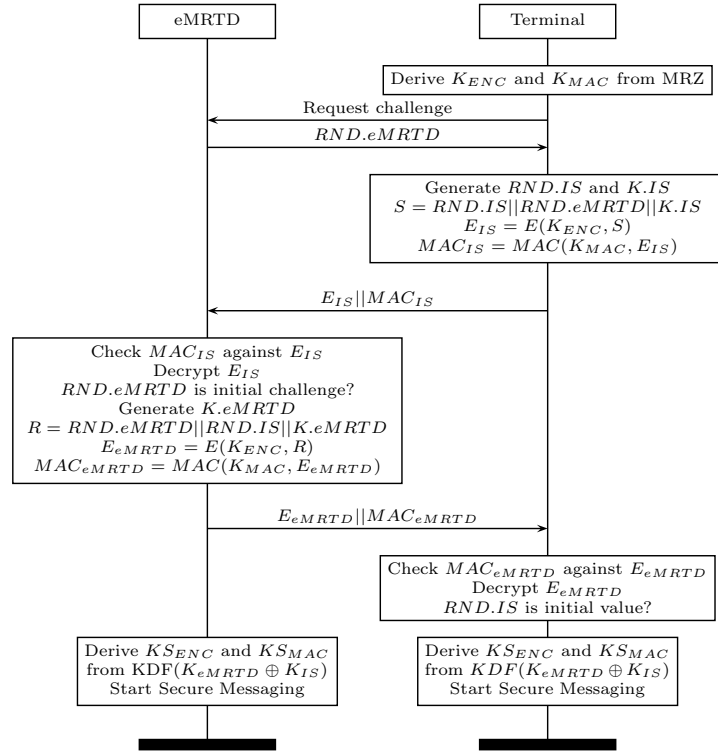 eMRTD
Terminal
Derive K_ENC and K_MAC from MRZ
Request challenge
RND.eMRTD
Generate RND.IS and K.IS
S = RND.IS||RND.eMRTD||K.IS
E_IS = E(K_ENC, S)
MAC_IS = MAC(K_MAC, E_IS)
E_IS||MAC_IS
Check MAC_IS against E_IS
Decrypt E_IS
RND.eMRTD is initial challenge?
Generate K.eMRTD
R = RND.eMRTD||RND.IS||K.eMRTD
E_eMRTD = E(K_ENC, R)
MAC_eMRTD = MAC(K_MAC, E_eMRTD)
E_eMRTD||MAC_eMRTD
Check MAC_eMRTD against E_eMRTD
Decrypt E_eMRTD
RND.IS is initial value?
Derive KS_ENC and KS_MAC
from KDF(K_eMRTD ⊕ K_IS)
Start Secure Messaging
Derive KS_ENC and KS_MAC
from KDF(K_eMRTD ⊕ K_IS)
Start Secure Messaging